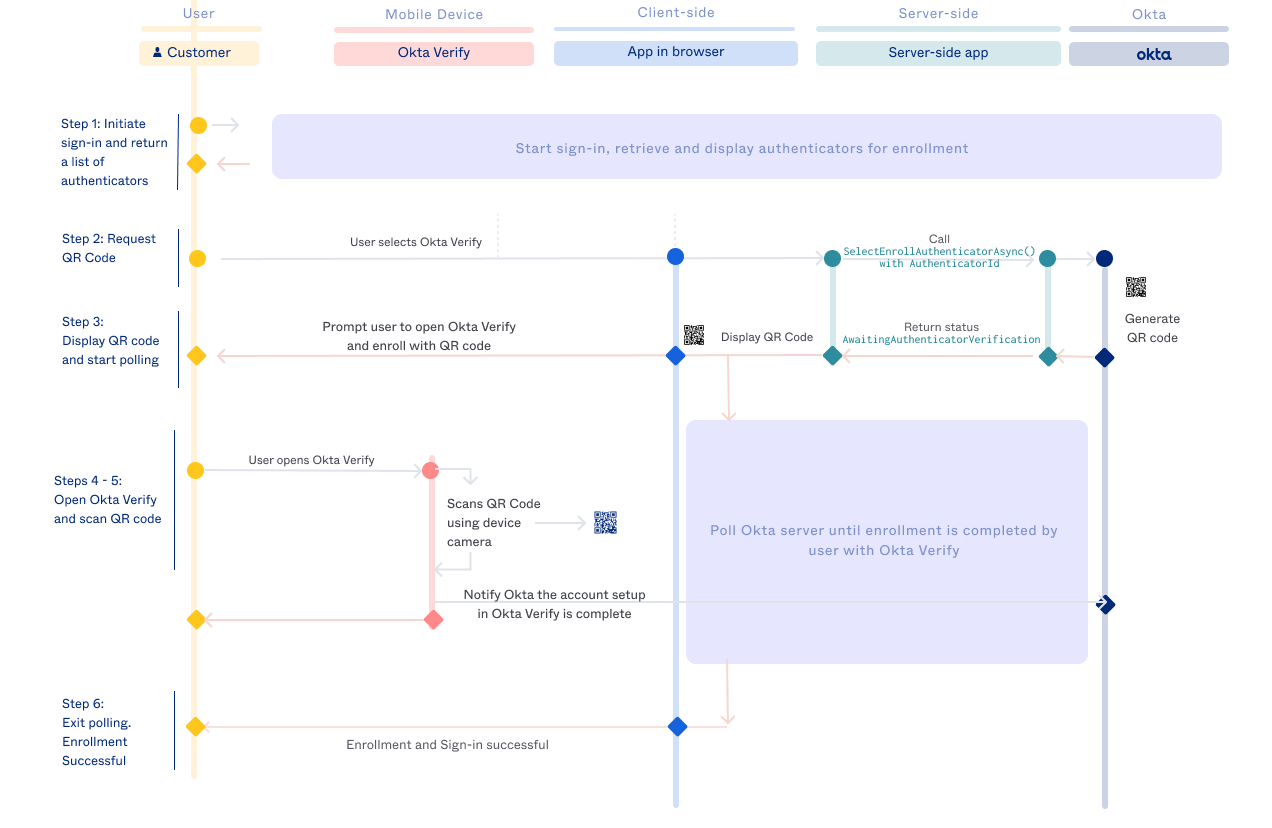 User
Mobile Device
Client-side
Server-side
Okta
Customer
Okta Verify
App in browser
Server-side app
okta
Step 1: Initiate
sign-in and return
a list of
authenticators
Start sign-in, retrieve and display authenticators for enrollment
Step 2: Request
QR Code
User selects Okta Verify
Call
SelectEnrollAuthenticatorAsync()
with AuthenticatorId
Generate
QR code
Step 3:
Display QR code
and start polling
Prompt user to open Okta Verify
and enroll with QR code
Display QR Code
Return status
AwaitingAuthenticatorVerification
Steps 4 - 5:
Open Okta Verify
and scan QR code
User opens Okta Verify
Scans QR Code
using device
camera
Poll Okta server until enrollment is completed by
user with Okta Verify
Notify Okta the account setup
in Okta Verify is complete
Step 6:
Exit polling.
Enrollment
Successful
Enrollment and Sign-in successful